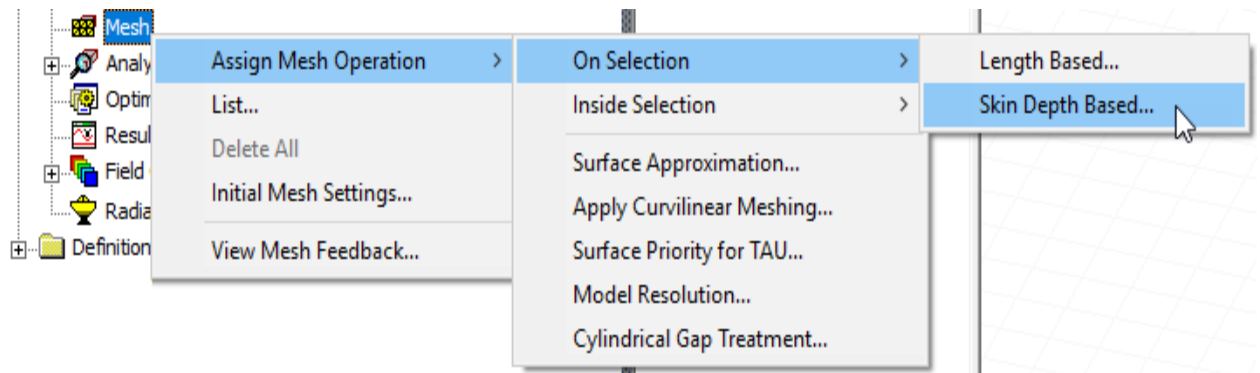 Mesh
Analy
Assign Mesh Operation
On Selection
Length Based...
Optim
List...
Inside Selection
Skin Depth Based...
Resul
Delete All
Surface Approximation...
Field
Initial Mesh Settings...
Apply Curvilinear Meshing...
Radia
Definition
View Mesh Feedback...
Surface Priority for TAU...
Model Resolution...
Cylindrical Gap Treatment...